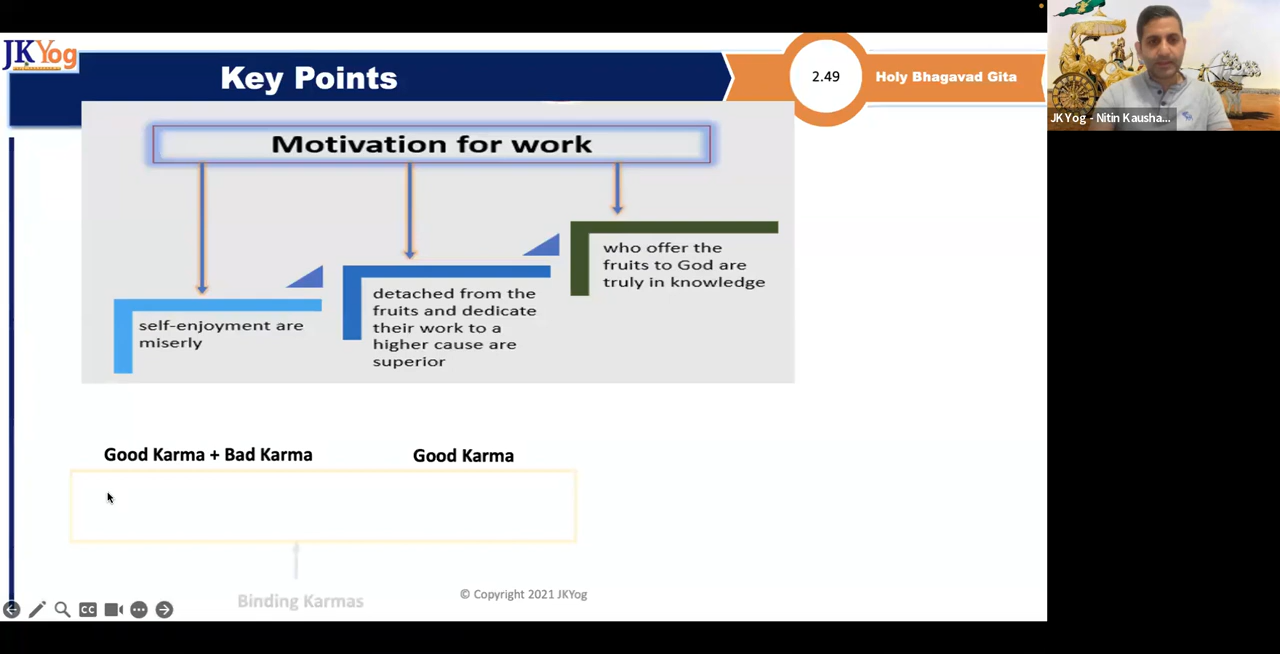 JKYog
Key Points
2.49
Holy Bhagavad Gita
JKYog - Nitin Kausha...
Motivation for work
self-enjoyment are
miserly
detached from the
fruits and dedicate
their work to a
higher cause are
superior
who offer the
fruits to God are
truly in knowledge
Good Karma + Bad Karma
Good Karma
Binding Karmas
© Copyright 2021 JKYog
CC